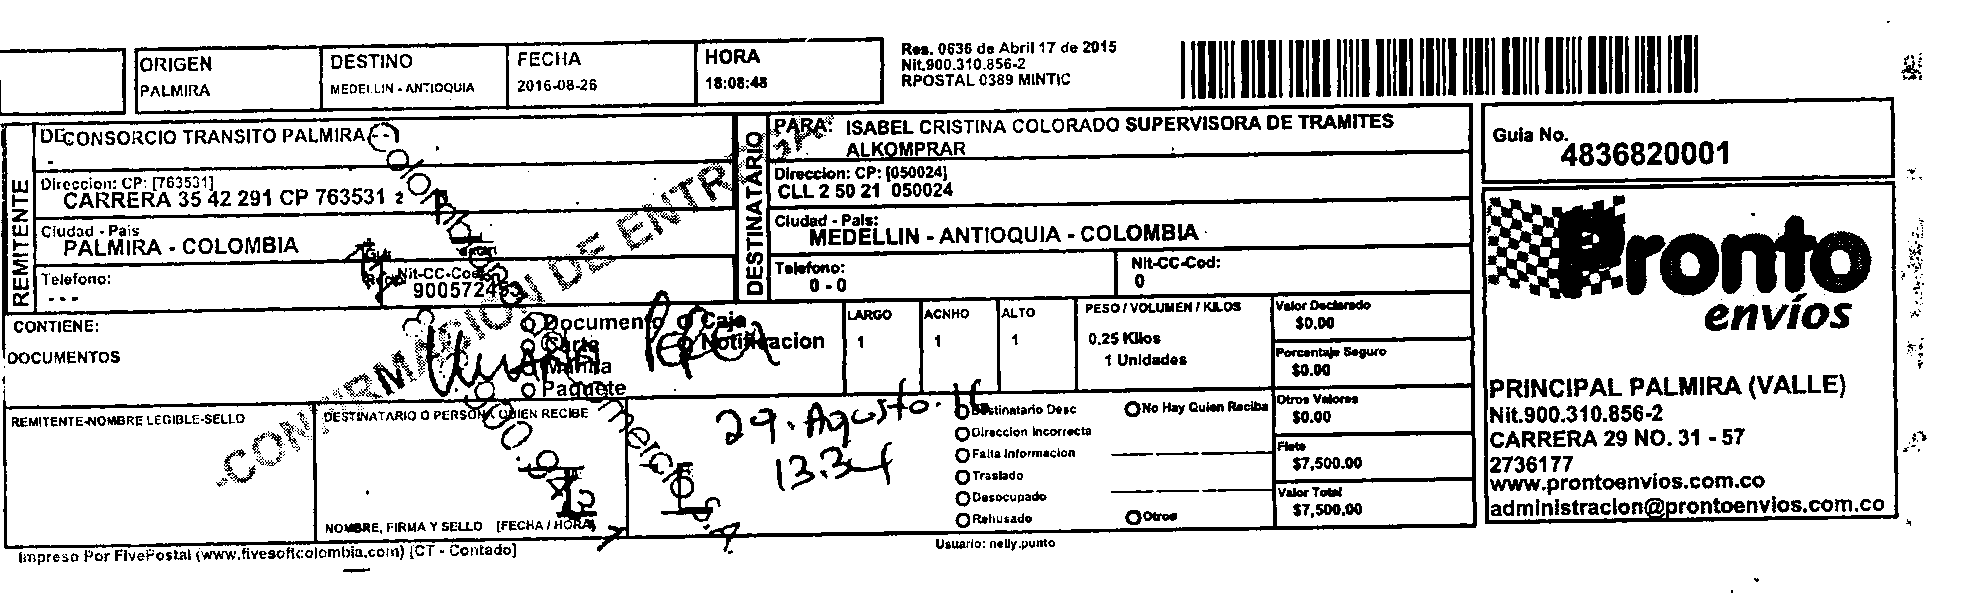 ORIGEN
PALMIRA
DESTINO
MEDELLIN - ANTIOQUIA
FECHA
2016-08-26
HORA
18:08:48
Res. 0636 de Abril 17 de 2015
Nit.900.310.856-2
RPOSTAL 0389 MINTIC
REMITENTE
DE CONSORCIO TRANSITO PALMIRA
Direccion: CP: [763531]
CARRERA 35 42 291 CP 763531
Ciudad - Pais
PALMIRA - COLOMBIA
Telefono:
- - -
Nit-CC-Cod:
DESTINATARIO
PARA: ISABEL CRISTINA COLORADO SUPERVISORA DE TRAMITES
ALKOMPRAR
Direccion: CP: [050024]
CLL 2 50 21 050024
Ciudad - Pais:
MEDELLIN - ANTIOQUIA - COLOMBIA
Telefono:
0 - 0
Nit-CC-Cod:
0
Guia No.
4836820001
CONTIENE:
DOCUMENTOS
Documento
Carta
Manila
Paquete
Caja
Notificacion
LARGO
1
ACNHO
1
ALTO
1
PESO / VOLUMEN / KILOS
0.25 Kilos
1 Unidades
Valor Declarado
$0.00
Porcentaje Seguro
$0.00
Otros Valores
$0.00
Flete
$7,500.00
Valor Total
$7,500.00
CONFIRMACION DE ENTREGA
REMITENTE-NOMBRE LEGIBLE-SELLO
DESTINATARIO O PERSONA QUIEN RECIBE
NOMBRE, FIRMA Y SELLO [FECHA / HORA]
29. Agosto. 16
Destinatario Desc
Direccion Incorrecta
Falta Informacion
Traslado
Desocupado
Rehusado
No Hay Quien Reciba
Otros
Pronto
envíos
PRINCIPAL PALMIRA (VALLE)
Nit.900.310.856-2
CARRERA 29 NO. 31 - 57
2736177
www.prontoenvios.com.co
administracion@prontoenvios.com.co
Impreso Por FivePostal (www.fivesoftcolombia.com) [CT - Contado]
Usuario: nelly.punto